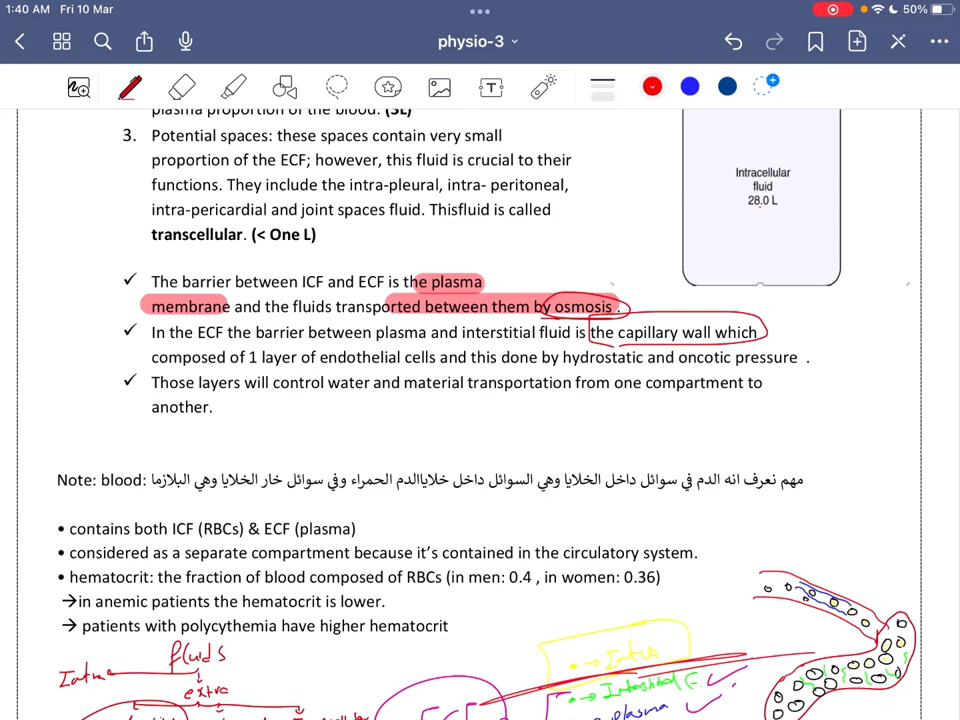 1:40 AM Fri 10 Mar
50%
physio-3
plasma proportion of the blood. (3L)
3. Potential spaces: these spaces contain very small
proportion of the ECF; however, this fluid is crucial to their
functions. They include the intra-pleural, intra- peritoneal,
intra-pericardial and joint spaces fluid. Thisfluid is called
transcellular. (< One L)
Intracellular
fluid
28.0 L
✓ The barrier between ICF and ECF is the plasma
membrane and the fluids transported between them by osmosis .
✓ In the ECF the barrier between plasma and interstitial fluid is the capillary wall which
composed of 1 layer of endothelial cells and this done by hydrostatic and oncotic pressure .
✓ Those layers will control water and material transportation from one compartment to
another.
Note: blood: مهم نعرف انه الدم في سوائل داخل الخلايا وهي السوائل داخل خلاياالدم الحمراء وفي سوائل خار الخلايا وهي البلازما
• contains both ICF (RBCs) & ECF (plasma)
• considered as a separate compartment because it’s contained in the circulatory system.
• hematocrit: the fraction of blood composed of RBCs (in men: 0.4 , in women: 0.36)
→in anemic patients the hematocrit is lower.
→ patients with polycythemia have higher hematocrit
fluids
extra
plasma